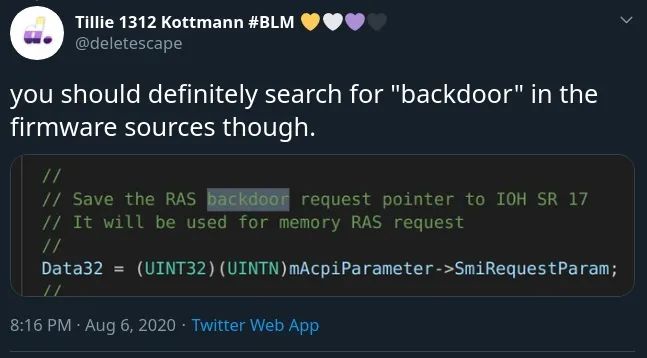 Tillie 1312 Kottmann #BLM 💛🤍💜🖤
@deletescape
you should definitely search for "backdoor" in the
firmware sources though.
//
// Save the RAS backdoor request pointer to IOH SR 17
// It will be used for memory RAS request
//
Data32 = (UINT32)(UINTN)mAcpiParameter->SmiRequestParam;
//
8:16 PM · Aug 6, 2020 · Twitter Web App